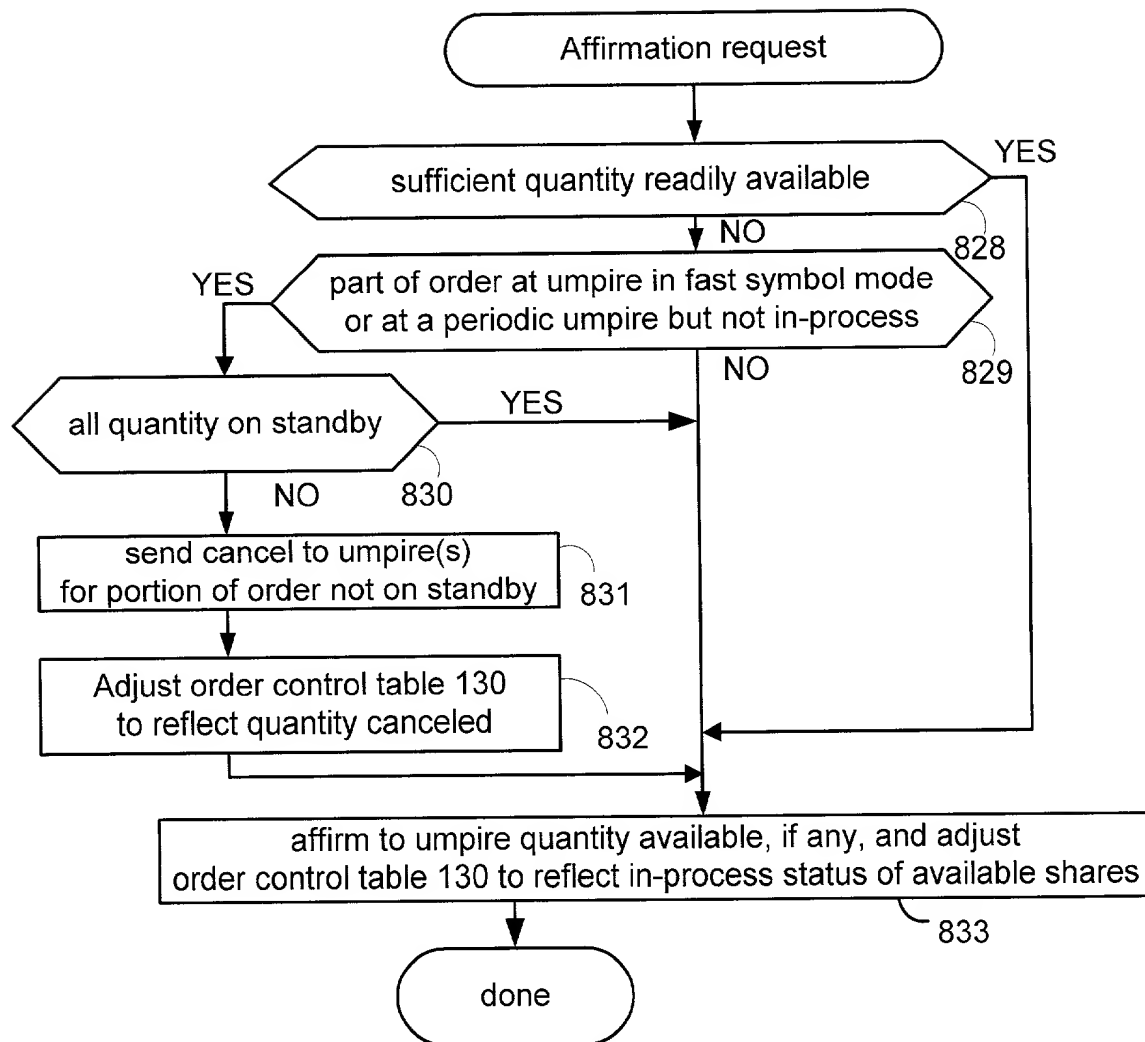 Affirmation request
YES
sufficient quantity readily available
828
NO
YES
part of order at umpire in fast symbol mode
or at a periodic umpire but not in-process
829
NO
all quantity on standby
YES
830
NO
send cancel to umpire(s)
for portion of order not on standby
831
Adjust order control table 130
to reflect quantity canceled
832
affirm to umpire quantity available, if any, and adjust
order control table 130 to reflect in-process status of available shares
833
done